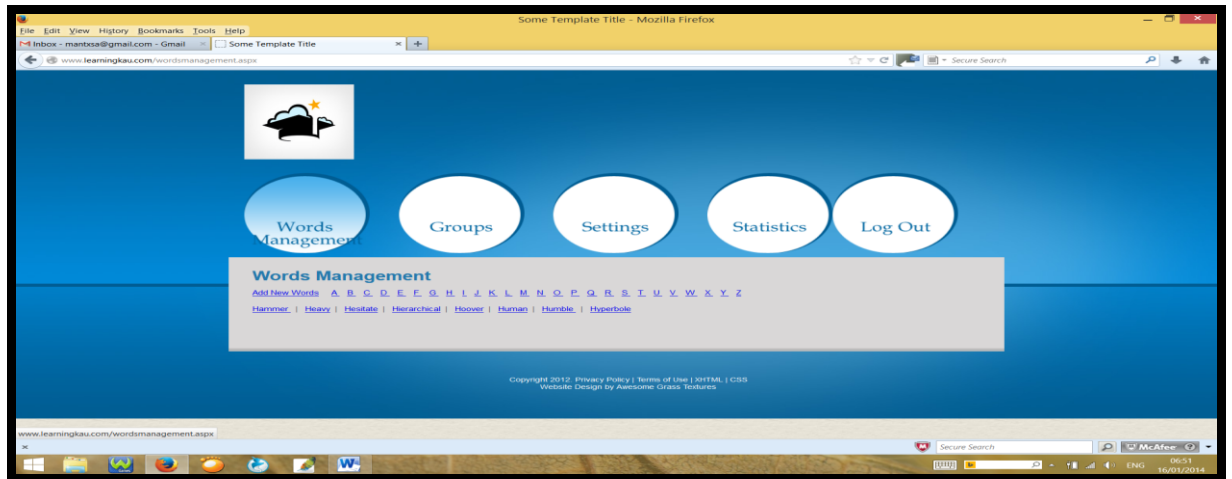 Some Template Title - Mozilla Firefox
File Edit View History Bookmarks Tools Help
Inbox - mantxsa@gmail.com - Gmail × Some Template Title × +
www.learningkau.com/wordsmanagement.aspx Secure Search
Words Management Groups Settings Statistics Log Out
Words Management
Add New Words A B C D E F G H I J K L M N O P Q R S T U V W X Y Z
Hammer | Heavy | Hesitate | Hierarchical | Hoover | Human | Humble | Hyperbole
Copyright 2012 Privacy Policy | Terms of Use | XHTML | CSS
Website Design by Awesome Grass Textures
www.learningkau.com/wordsmanagement.aspx
× Secure Search McAfee
ENG 06:51
16/01/2014